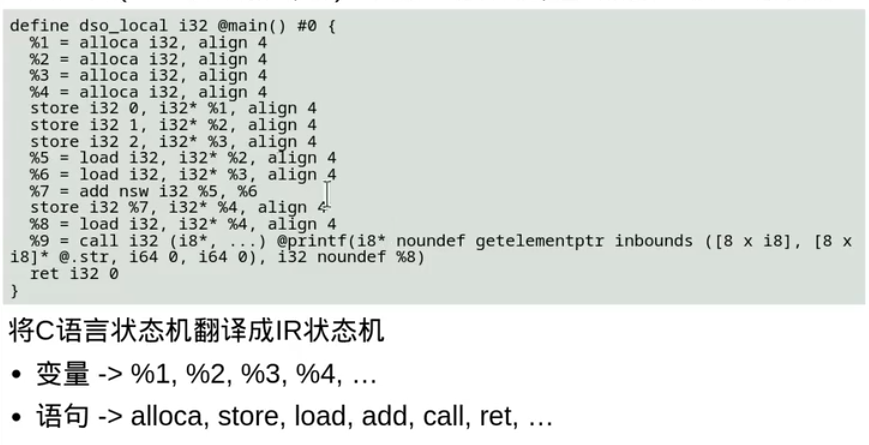 define dso_local i32 @main() #0 {
  %1 = alloca i32, align 4
  %2 = alloca i32, align 4
  %3 = alloca i32, align 4
  %4 = alloca i32, align 4
  store i32 0, i32* %1, align 4
  store i32 1, i32* %2, align 4
  store i32 2, i32* %3, align 4
  %5 = load i32, i32* %2, align 4
  %6 = load i32, i32* %3, align 4
  %7 = add nsw i32 %5, %6
  store i32 %7, i32* %4, align 4
  %8 = load i32, i32* %4, align 4
  %9 = call i32 (i8*, ...) @printf(i8* noundef getelementptr inbounds ([8 x i8], [8 x
i8]* @.str, i64 0, i64 0), i32 noundef %8)
  ret i32 0
}
将C语言状态机翻译成IR状态机
• 变量 -> %1, %2, %3, %4, …
• 语句 -> alloca, store, load, add, call, ret, …